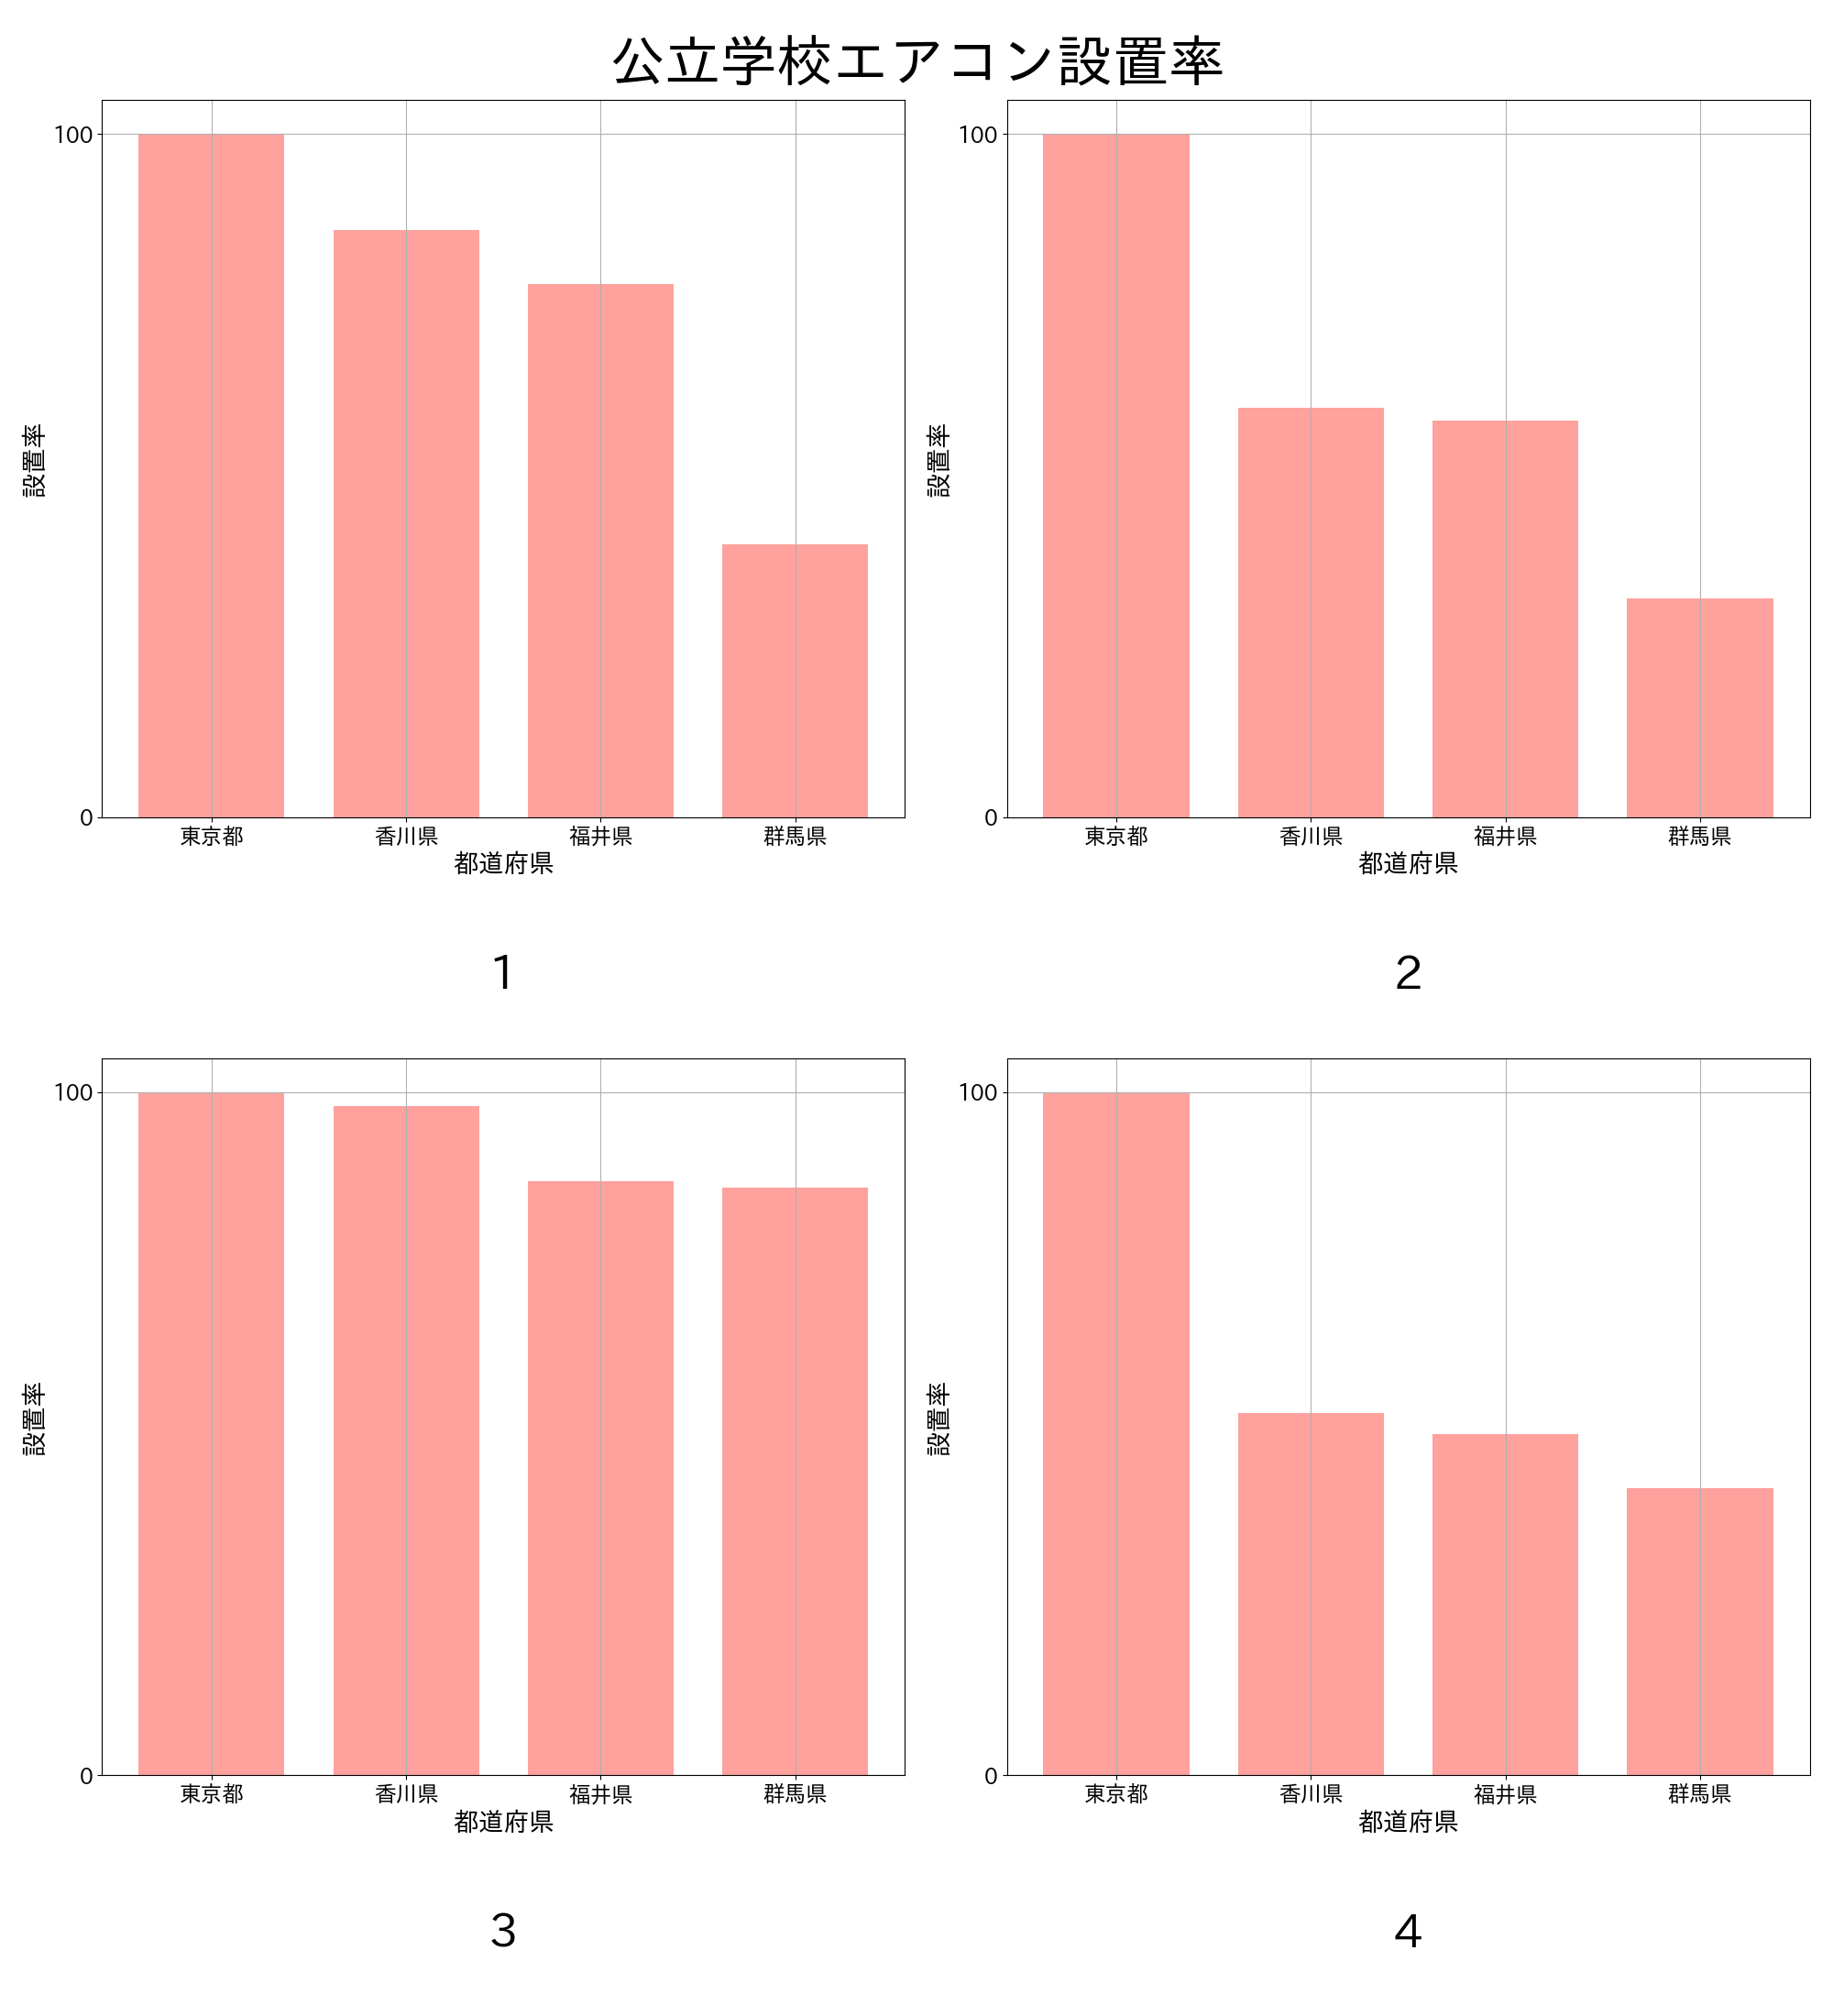 公立学校エアコン設置率
100
0
設置率
東京都 香川県 福井県 群馬県
都道府県
1
100
0
設置率
東京都 香川県 福井県 群馬県
都道府県
2
100
0
設置率
東京都 香川県 福井県 群馬県
都道府県
3
100
0
設置率
東京都 香川県 福井県 群馬県
都道府県
4